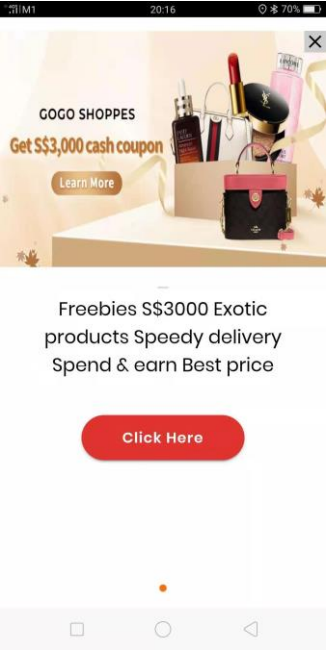 M1
20:16
70%
GOGO SHOPPES
Get S$3,000 cash coupon
Learn More
Freebies S$3000 Exotic
products Speedy delivery
Spend & earn Best price
Click Here